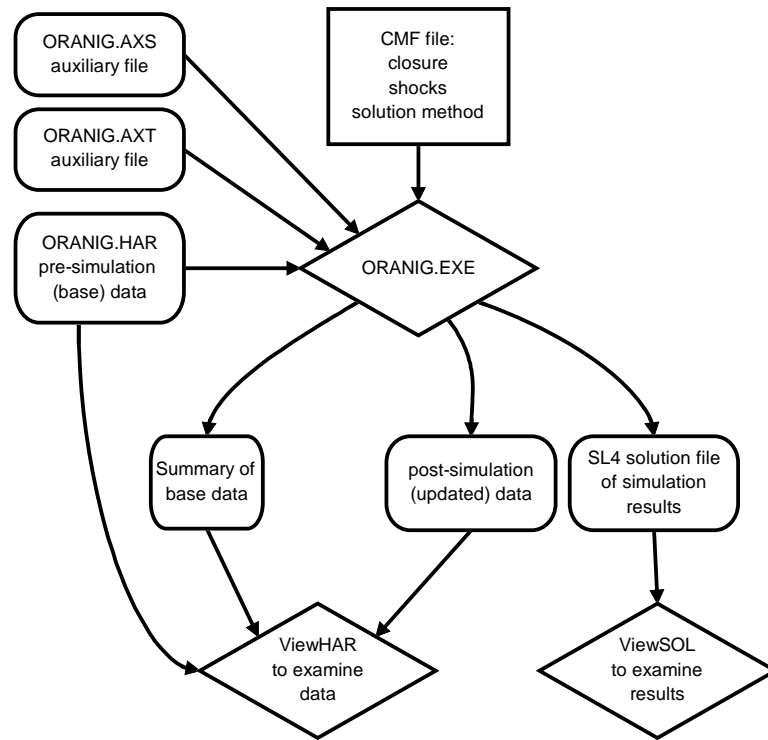 ORANIG.AXS
auxiliary file
CMF file:
closure
shocks
solution method
ORANIG.AXT
auxiliary file
ORANIG.HAR
pre-simulation
(base) data
ORANIG.EXE
Summary of
base data
post-simulation
(updated) data
SL4 solution file
of simulation
results
ViewHAR
to examine
data
ViewSOL
to examine
results